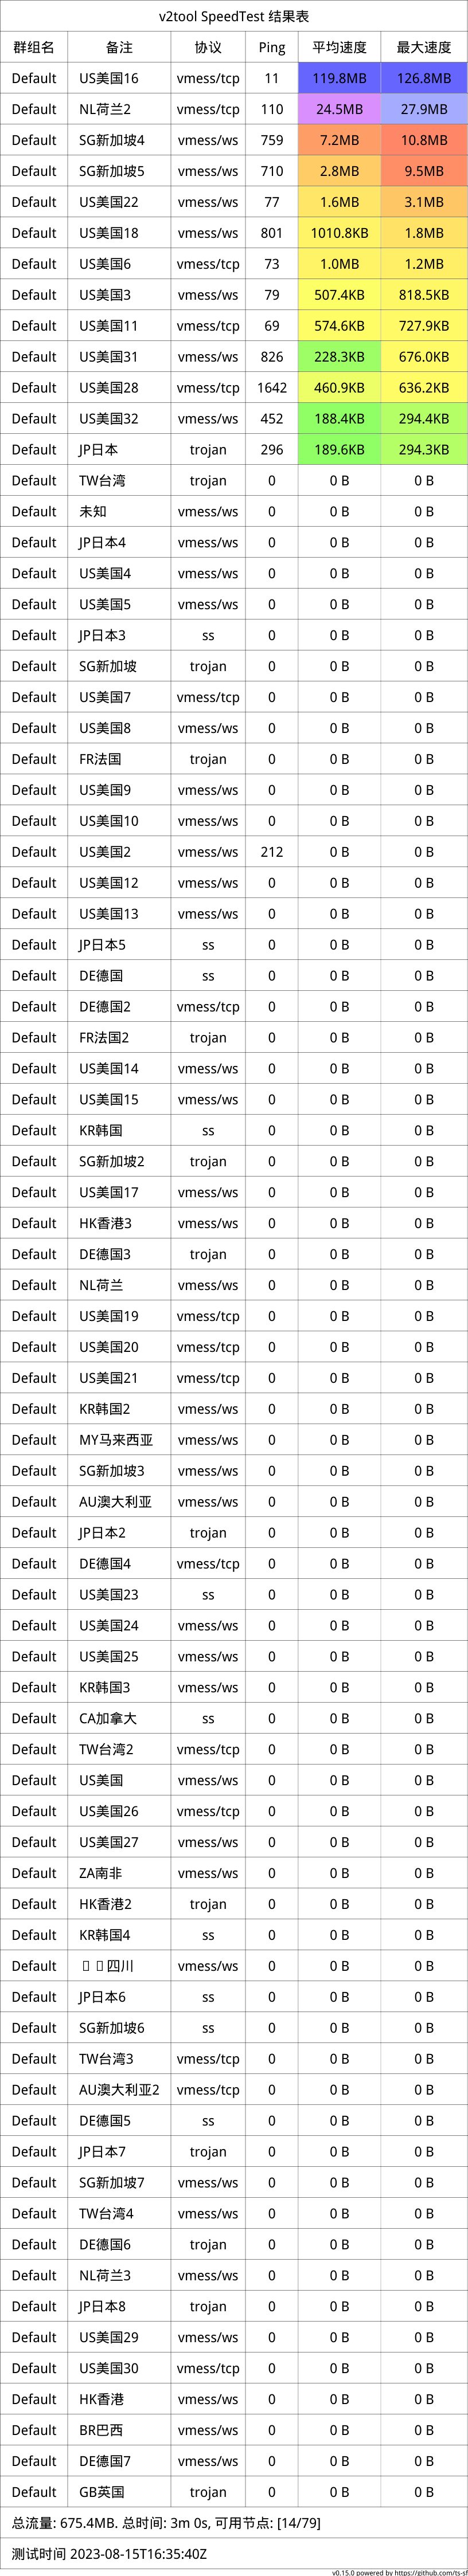 v2tool SpeedTest 结果表
群组名 备注 协议 Ping 平均速度 最大速度
Default US美国16 vmess/tcp 11 119.8MB 126.8MB
Default NL荷兰2 vmess/tcp 110 24.5MB 27.9MB
Default SG新加坡4 vmess/ws 759 7.2MB 10.8MB
Default SG新加坡5 vmess/ws 710 2.8MB 9.5MB
Default US美国22 vmess/ws 77 1.6MB 3.1MB
Default US美国18 vmess/ws 801 1010.8KB 1.8MB
Default US美国6 vmess/tcp 73 1.0MB 1.2MB
Default US美国3 vmess/ws 79 507.4KB 818.5KB
Default US美国11 vmess/tcp 69 574.6KB 727.9KB
Default US美国31 vmess/ws 826 228.3KB 676.0KB
Default US美国28 vmess/tcp 1642 460.9KB 636.2KB
Default US美国32 vmess/ws 452 188.4KB 294.4KB
Default JP日本 trojan 296 189.6KB 294.3KB
Default TW台湾 trojan 0 0 B 0 B
Default 未知 vmess/ws 0 0 B 0 B
Default JP日本4 vmess/ws 0 0 B 0 B
Default US美国4 vmess/ws 0 0 B 0 B
Default US美国5 vmess/ws 0 0 B 0 B
Default JP日本3 ss 0 0 B 0 B
Default SG新加坡 trojan 0 0 B 0 B
Default US美国7 vmess/tcp 0 0 B 0 B
Default US美国8 vmess/ws 0 0 B 0 B
Default FR法国 trojan 0 0 B 0 B
Default US美国9 vmess/ws 0 0 B 0 B
Default US美国10 vmess/ws 0 0 B 0 B
Default US美国2 vmess/ws 212 0 B 0 B
Default US美国12 vmess/ws 0 0 B 0 B
Default US美国13 vmess/ws 0 0 B 0 B
Default JP日本5 ss 0 0 B 0 B
Default DE德国 ss 0 0 B 0 B
Default DE德国2 vmess/tcp 0 0 B 0 B
Default FR法国2 trojan 0 0 B 0 B
Default US美国14 vmess/ws 0 0 B 0 B
Default US美国15 vmess/ws 0 0 B 0 B
Default KR韩国 ss 0 0 B 0 B
Default SG新加坡2 trojan 0 0 B 0 B
Default US美国17 vmess/ws 0 0 B 0 B
Default HK香港3 vmess/ws 0 0 B 0 B
Default DE德国3 trojan 0 0 B 0 B
Default NL荷兰 vmess/ws 0 0 B 0 B
Default US美国19 vmess/tcp 0 0 B 0 B
Default US美国20 vmess/tcp 0 0 B 0 B
Default US美国21 vmess/tcp 0 0 B 0 B
Default KR韩国2 vmess/ws 0 0 B 0 B
Default MY马来西亚 vmess/ws 0 0 B 0 B
Default SG新加坡3 vmess/ws 0 0 B 0 B
Default AU澳大利亚 vmess/ws 0 0 B 0 B
Default JP日本2 trojan 0 0 B 0 B
Default DE德国4 vmess/tcp 0 0 B 0 B
Default US美国23 ss 0 0 B 0 B
Default US美国24 vmess/ws 0 0 B 0 B
Default US美国25 vmess/ws 0 0 B 0 B
Default KR韩国3 vmess/ws 0 0 B 0 B
Default CA加拿大 ss 0 0 B 0 B
Default TW台湾2 vmess/tcp 0 0 B 0 B
Default US美国 vmess/ws 0 0 B 0 B
Default US美国26 vmess/tcp 0 0 B 0 B
Default US美国27 vmess/ws 0 0 B 0 B
Default ZA南非 vmess/ws 0 0 B 0 B
Default HK香港2 trojan 0 0 B 0 B
Default KR韩国4 ss 0 0 B 0 B
Default 四川 vmess/ws 0 0 B 0 B
Default JP日本6 ss 0 0 B 0 B
Default SG新加坡6 ss 0 0 B 0 B
Default TW台湾3 vmess/tcp 0 0 B 0 B
Default AU澳大利亚2 vmess/tcp 0 0 B 0 B
Default DE德国5 ss 0 0 B 0 B
Default JP日本7 trojan 0 0 B 0 B
Default SG新加坡7 vmess/ws 0 0 B 0 B
Default TW台湾4 vmess/ws 0 0 B 0 B
Default DE德国6 trojan 0 0 B 0 B
Default NL荷兰3 vmess/ws 0 0 B 0 B
Default JP日本8 trojan 0 0 B 0 B
Default US美国29 vmess/ws 0 0 B 0 B
Default US美国30 vmess/tcp 0 0 B 0 B
Default HK香港 vmess/ws 0 0 B 0 B
Default BR巴西 vmess/ws 0 0 B 0 B
Default DE德国7 vmess/ws 0 0 B 0 B
Default GB英国 trojan 0 0 B 0 B
总流量: 675.4MB. 总时间: 3m 0s, 可用节点: [14/79]
测试时间 2023-08-15T16:35:40Z
v0.15.0 powered by https://github.com/ts-sf